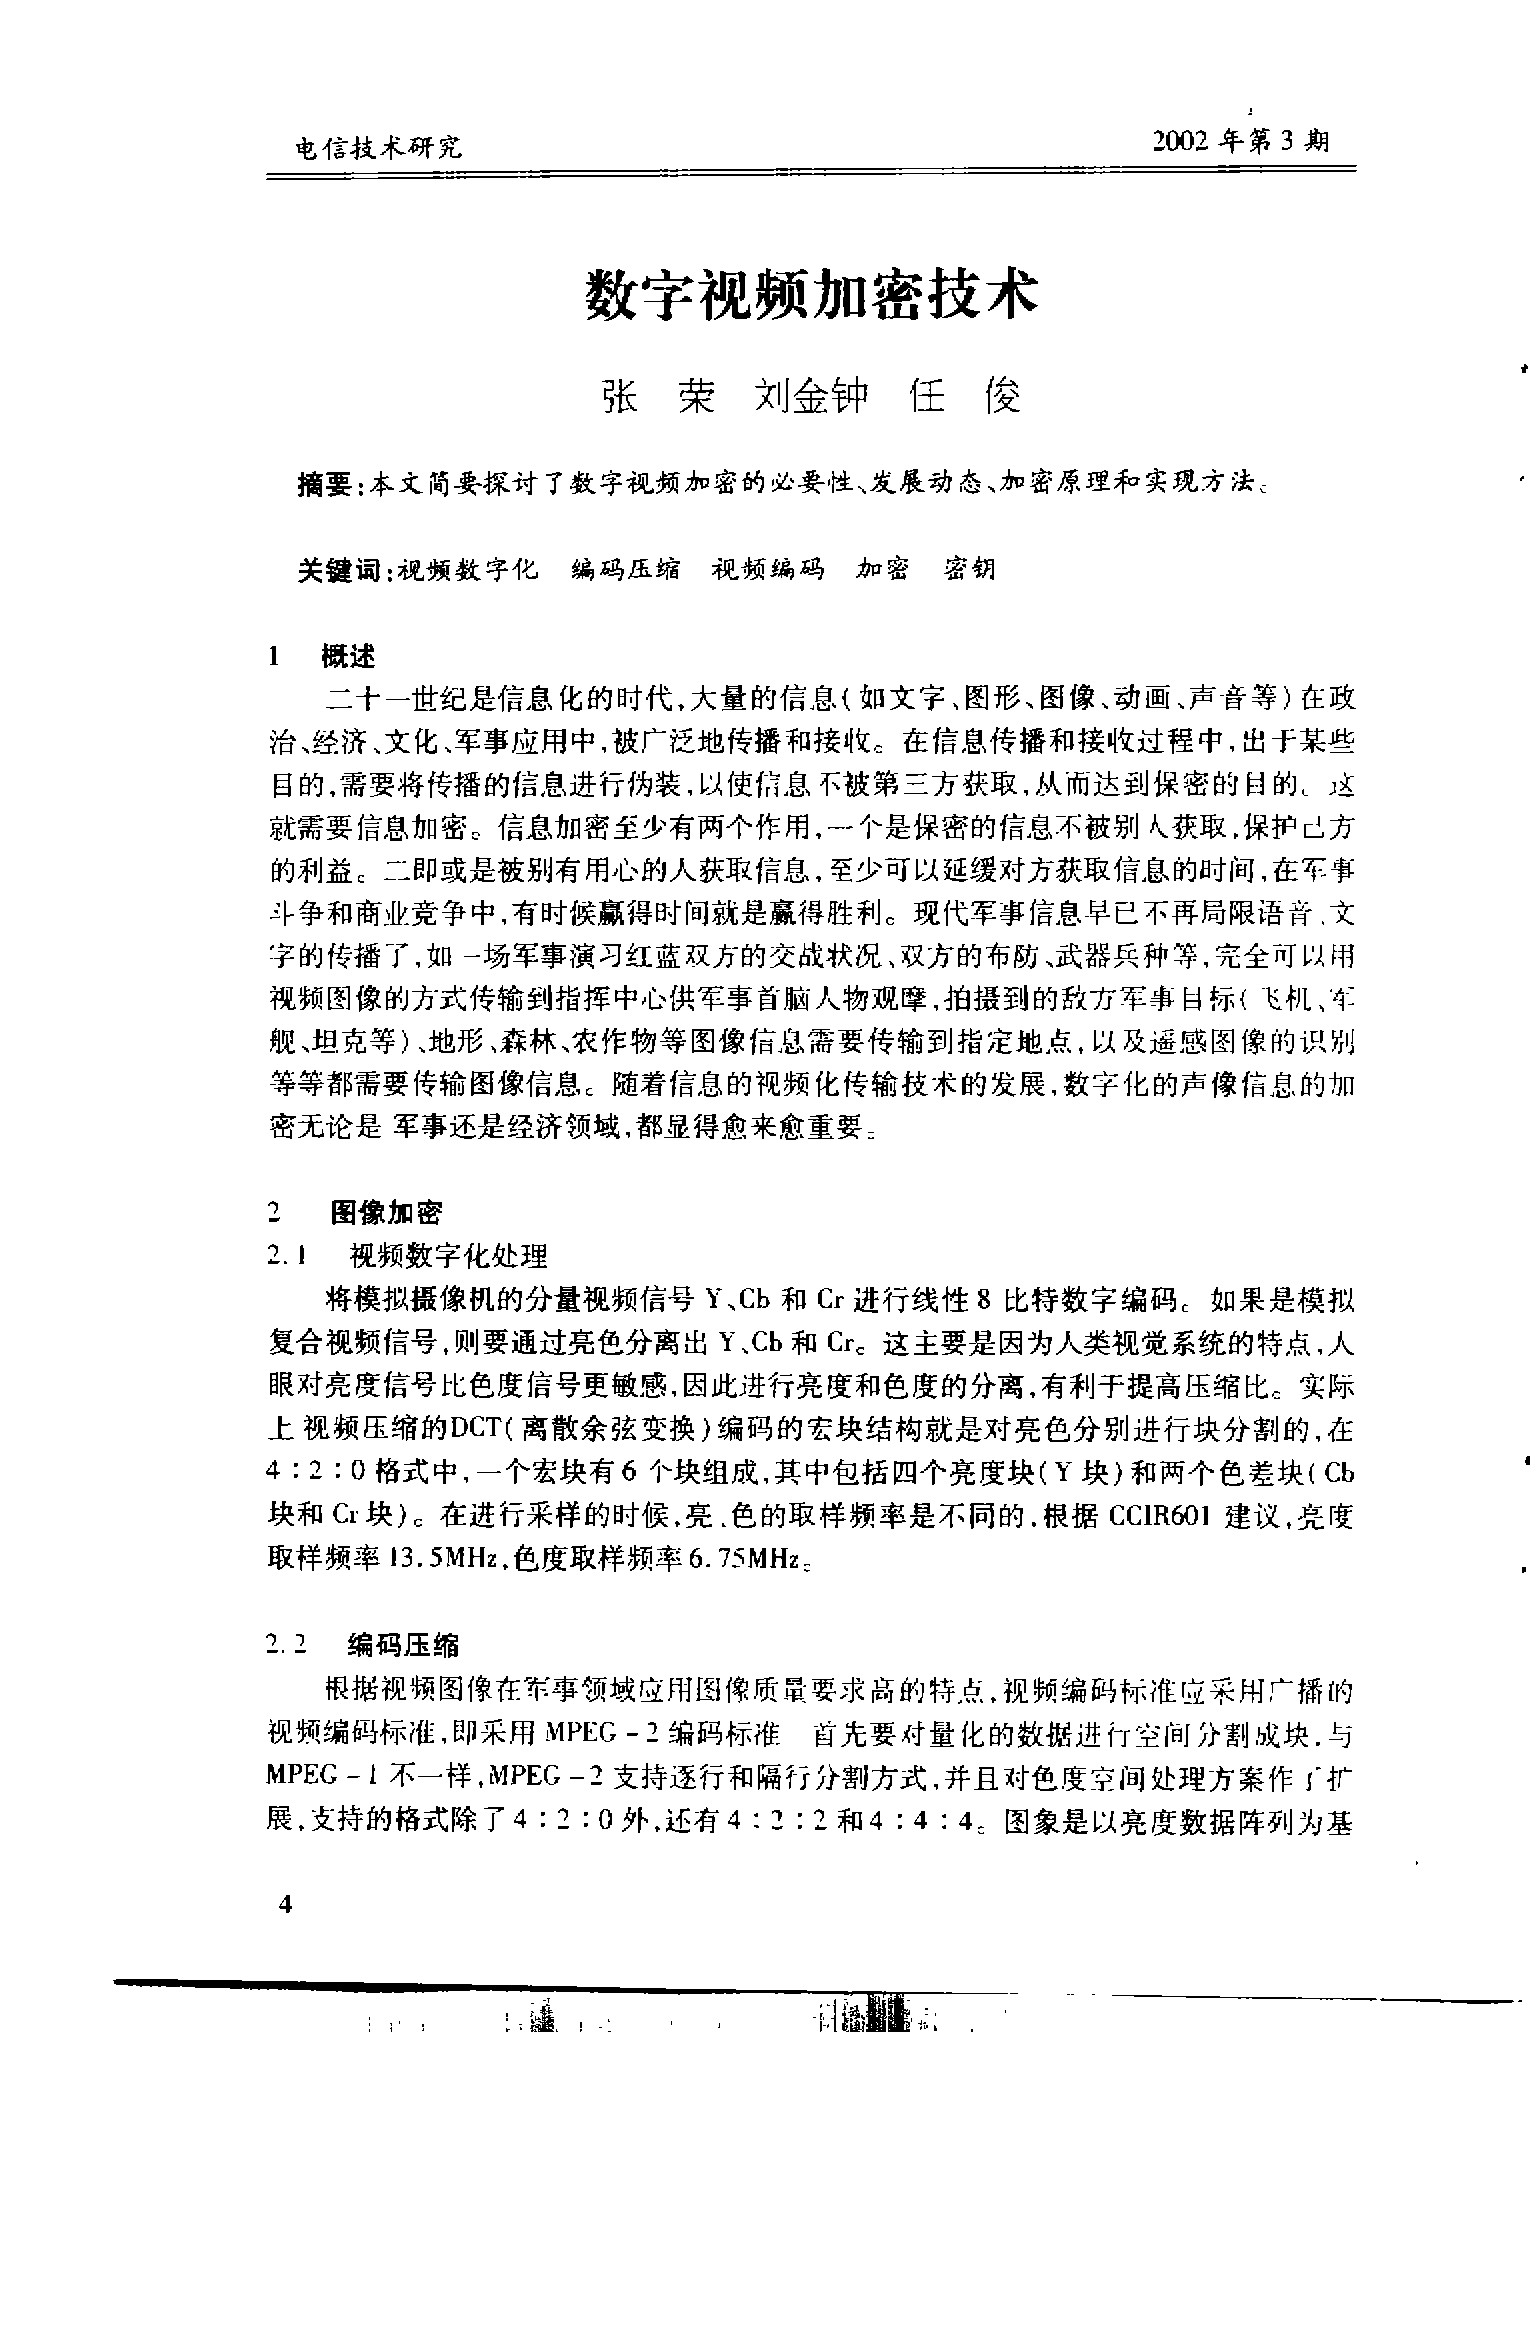 电信技术研究
2002 年第 3 期
数字视频加密技术
张 荣 刘金钟 任 俊
摘要:本文简要探讨了数字视频加密的必要性、发展动态、加密原理和实现方法。
关键词:视频数字化 编码压缩 视频编码 加密 密钥
1 概述
二十一世纪是信息化的时代,大量的信息(如文字、图形、图像、动画、声音等)在政
治、经济、文化、军事应用中,被广泛地传播和接收。在信息传播和接收过程中,出于某些
目的,需要将传播的信息进行伪装,以使信息不被第三方获取,从而达到保密的目的。这
就需要信息加密。信息加密至少有两个作用,一个是保密的信息不被别人获取,保护己方
的利益。二即或是被别有用心的人获取信息,至少可以延缓对方获取信息的时间,在军事
斗争和商业竞争中,有时候赢得时间就是赢得胜利。现代军事信息早已不再局限语音、文
字的传播了,如一场军事演习红蓝双方的交战状况、双方的布防、武器兵种等,完全可以用
视频图像的方式传输到指挥中心供军事首脑人物观摩,拍摄到的敌方军事目标(飞机、军
舰、坦克等)、地形、森林、农作物等图像信息需要传输到指定地点,以及遥感图像的识别
等等都需要传输图像信息。随着信息的视频化传输技术的发展,数字化的声像信息的加
密无论是 军事还是经济领域,都显得愈来愈重要。
2 图像加密
2.1 视频数字化处理
将模拟摄像机的分量视频信号 Y、Cb 和 Cr 进行线性 8 比特数字编码。如果是模拟
复合视频信号,则要通过亮色分离出 Y、Cb 和 Cr。这主要是因为人类视觉系统的特点,人
眼对亮度信号比色度信号更敏感,因此进行亮度和色度的分离,有利于提高压缩比。实际
上 视频压缩的DCT(离散余弦变换)编码的宏块结构就是对亮色分别进行块分割的,在
4:2:0 格式中,一个宏块有 6 个块组成,其中包括四个亮度块(Y 块)和两个色差块(Cb
块和 Cr 块)。在进行采样的时候,亮、色的取样频率是不同的,根据 CCIR601 建议,亮度
取样频率 13.5MHz,色度取样频率 6.75MHz。
2.2 编码压缩
根据视频图像在军事领域应用图像质量要求高的特点,视频编码标准应采用广播的
视频编码标准,即采用 MPEG-2 编码标准 首先要对量化的数据进行空间分割成块,与
MPEG-1 不一样,MPEG-2 支持逐行和隔行分割方式,并且对色度空间处理方案作了扩
展,支持的格式除了 4:2:0 外,还有 4:2:2 和 4:4:4。图象是以亮度数据阵列为基
4